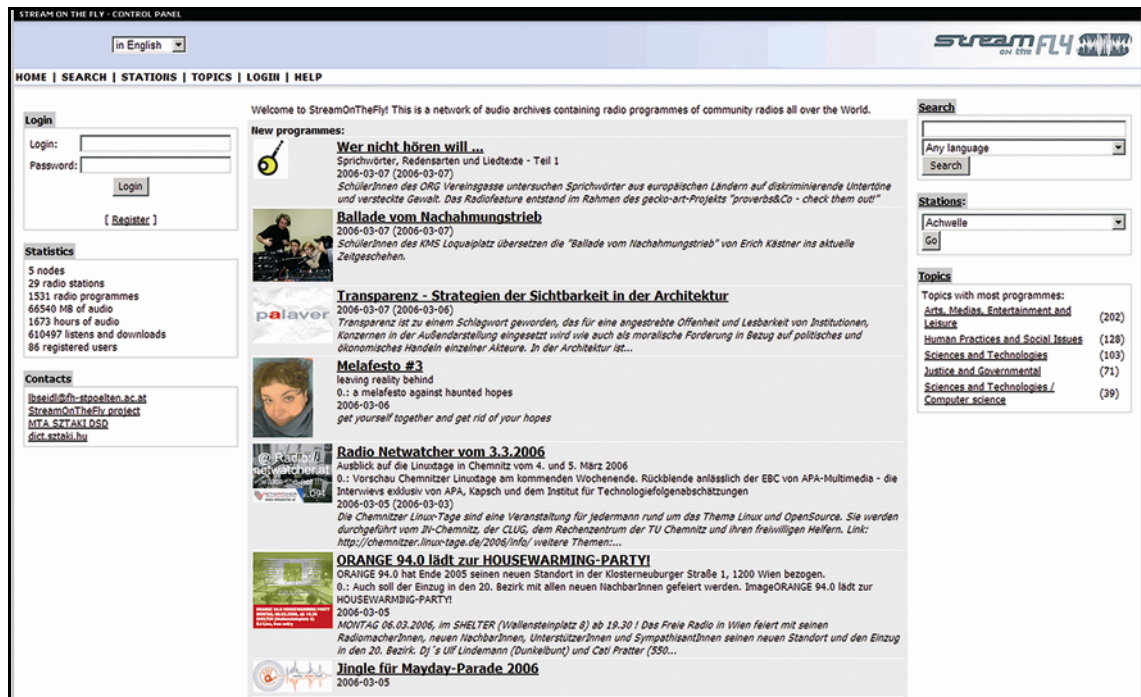 STREAM ON THE FLY - CONTROL PANEL
in English
stream on the FLY
HOME | SEARCH | STATIONS | TOPICS | LOGIN | HELP
Login
Login:
Password:
Login
[ Register ]
Statistics
5 nodes
29 radio stations
1531 radio programmes
66540 MB of audio
1673 hours of audio
610497 listens and downloads
86 registered users
Contacts
lbseidl@fh-stpoelten.ac.at
StreamOnTheFly project
MTA SZTAKI DSD
dict.sztaki.hu
Welcome to StreamOnTheFly! This is a network of audio archives containing radio programmes of community radios all over the World.
New programmes:
Wer nicht hören will ...
Sprichwörter, Redensarten und Liedtexte - Teil 1
2006-03-07 (2006-03-07)
SchülerInnen des ORG Vereinsgasse untersuchen Sprichwörter aus europäischen Ländern auf diskriminierende Untertöne
und versteckte Gewalt. Das Radiofeature entstand im Rahmen des gecko-art-Projekts "proverbs&Co - check them out!"
Ballade vom Nachahmungstrieb
2006-03-07 (2006-03-07)
SchülerInnen des KMS Loquaiplatz übersetzen die "Ballade vom Nachahmungstrieb" von Erich Kästner ins aktuelle
Zeitgeschehen.
palaver
Transparenz - Strategien der Sichtbarkeit in der Architektur
2006-03-07 (2006-03-06)
Transparenz ist zu einem Schlagwort geworden, das für eine angestrebte Offenheit und Lesbarkeit von Institutionen,
Konzernen in der Außendarstellung eingesetzt wird wie auch als moralische Forderung in Bezug auf politisches und
ökonomisches Handeln einzelner Akteure. In der Architektur ist...
Melafesto #3
leaving reality behind
0.: a melafesto against haunted hopes
2006-03-06
get yourself together and get rid of your hopes
@ Radio://
netwatcher.at
Radio Netwatcher vom 3.3.2006
Ausblick auf die Linuxtage in Chemnitz vom 4. und 5. März 2006
0.: Vorschau Chemnitzer Linuxtage am kommenden Wochenende. Rückblende anlässlich der EBC von APA-Multimedia - die
Interwievs exklusiv von APA, Kapsch und dem Institut für Technologiefolgenabschätzungen
2006-03-05 (2006-03-03)
Die Chemnitzer Linux-Tage sind eine Veranstaltung für jedermann rund um das Thema Linux und OpenSource. Sie werden
durchgeführt vom IN-Chemnitz, der CLUG, dem Rechenzentrum der TU Chemnitz und ihren freiwilligen Helfern. Link:
http://chemnitzer.linux-tage.de/2006/info/ weitere Themen:...
ORANGE 94.0 lädt zur HOUSEWARMING-PARTY!
ORANGE 94.0 hat Ende 2005 seinen neuen Standort in der Klosterneuburger Straße 1, 1200 Wien bezogen.
0.: Auch soll der Einzug in den 20. Bezirk mit allen neuen NachbarInnen gefeiert werden. ImageORANGE 94.0 lädt zur
HOUSEWARMING-PARTY!
2006-03-05
MONTAG 06.03.2006, im SHELTER (Wallensteinplatz 8) ab 19.30 ! Das Freie Radio in Wien feiert mit seinen
RadiomacherInnen, neuen NachbarInnen, UnterstützerInnen und SympathisantInnen seinen neuen Standort und den Einzug
in den 20. Bezirk. Dj´s Ulf Lindemann (Dunkelbunt) und Cati Pratter (550...
Jingle für Mayday-Parade 2006
2006-03-05
Search
Any language
Search
Stations:
Achwelle
Go
Topics
Topics with most programmes:
Arts, Medias, Entertainment and
Leisure (202)
Human Practices and Social Issues (128)
Sciences and Technologies (103)
Justice and Governmental (71)
Sciences and Technologies /
Computer science (39)